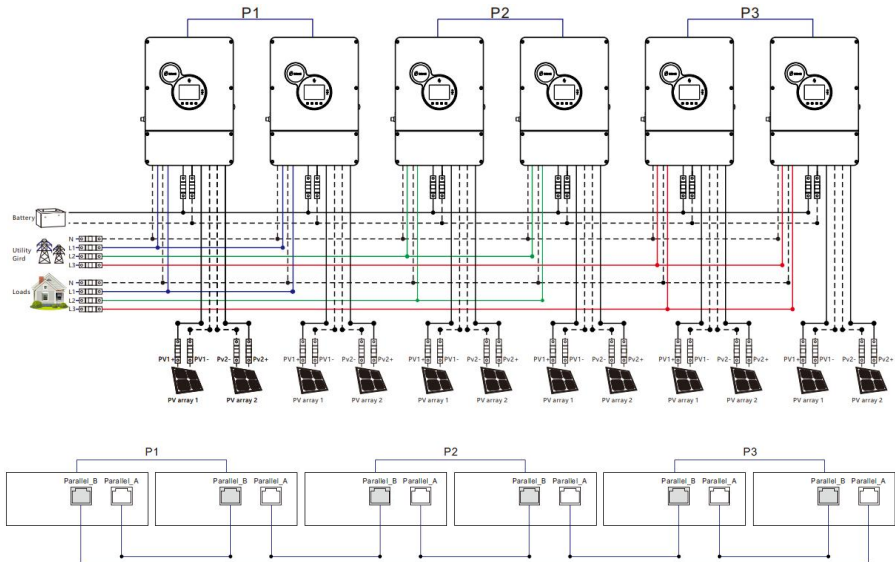 P1 P2 P3
Battery
Utility
Gird
N
L1
L2
L3
Loads
N
L1
L2
L3
PV1+ PV1- Pv2- Pv2+ PV1+ PV1- Pv2- Pv2+ PV1+ PV1- Pv2- Pv2+ PV1+ PV1- Pv2- Pv2+ PV1+ PV1- Pv2- Pv2+ PV1+ PV1- Pv2- Pv2+
PV array 1 PV array 2 PV array 1 PV array 2 PV array 1 PV array 2 PV array 1 PV array 2 PV array 1 PV array 2 PV array 1 PV array 2
P1 P2 P3
Parallel_B Parallel_A Parallel_B Parallel_A Parallel_B Parallel_A Parallel_B Parallel_A Parallel_B Parallel_A Parallel_B Parallel_A